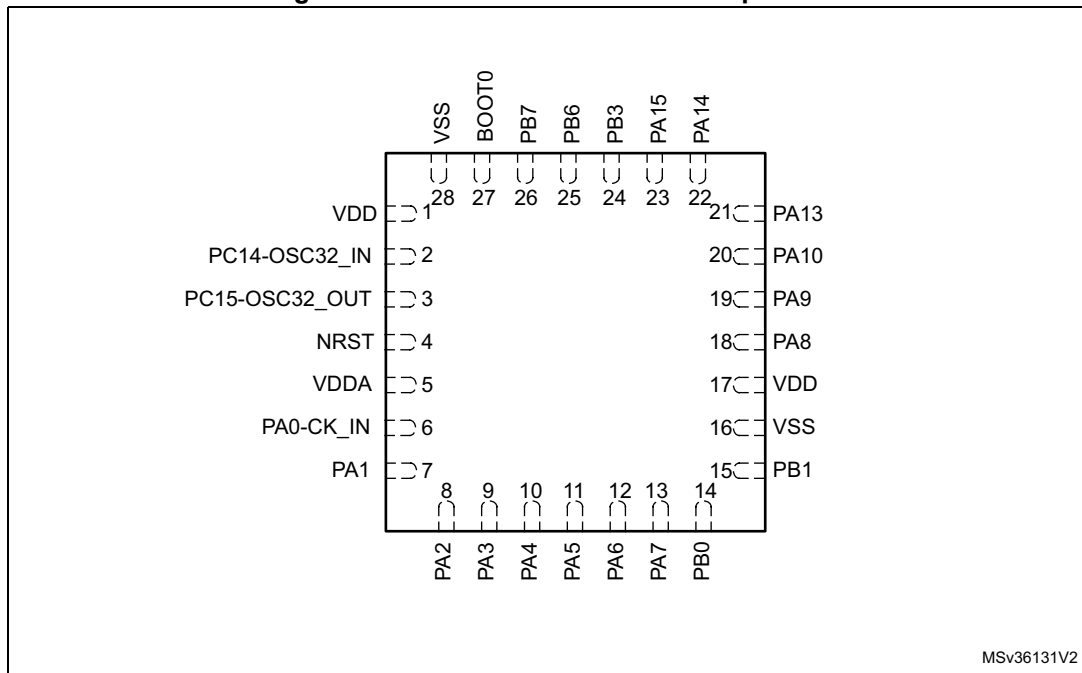 VSS
BOOT0
PB7
PB6
PB3
PA15
PA14
28
27
26
25
24
23
22
VDD 1
PC14-OSC32_IN 2
PC15-OSC32_OUT 3
NRST 4
VDDA 5
PA0-CK_IN 6
PA1 7
21 PA13
20 PA10
19 PA9
18 PA8
17 VDD
16 VSS
15 PB1
8
9
10
11
12
13
14
PA2
PA3
PA4
PA5
PA6
PA7
PB0
MSv36131V2